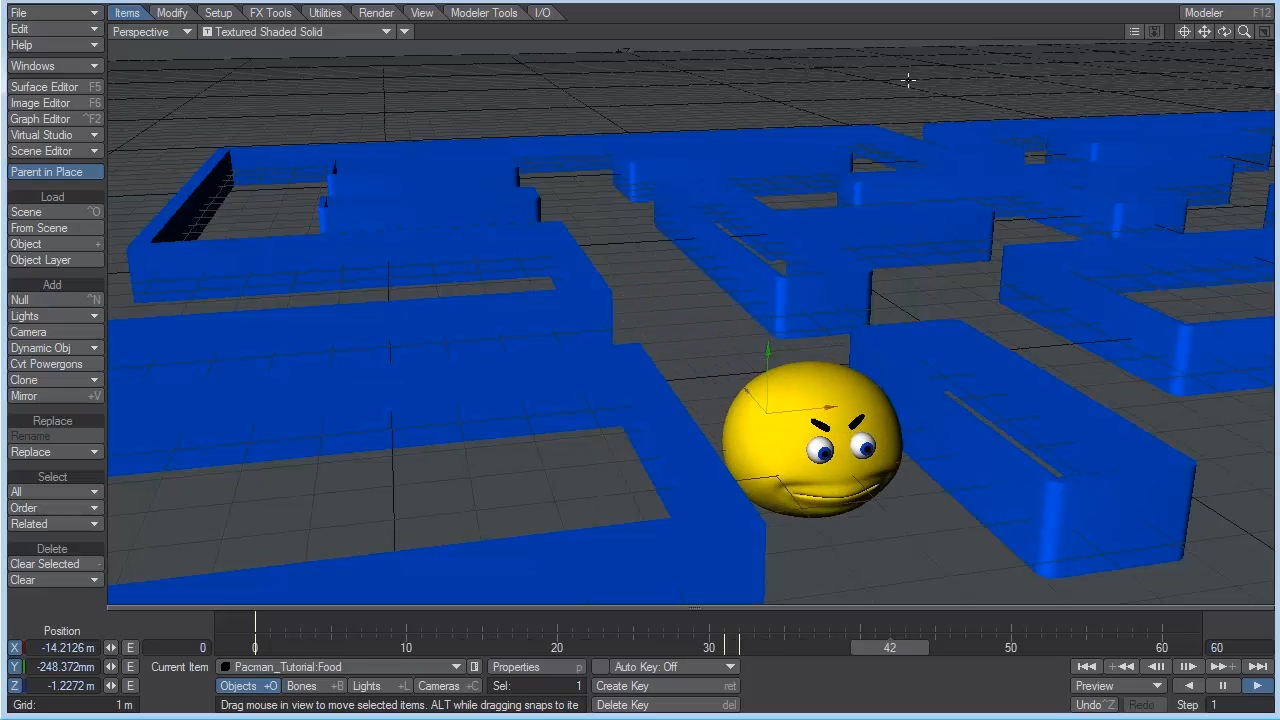 File Items Modify Setup FX Tools Utilities Render View Modeler Tools I/O Modeler F12
Edit Perspective T Textured Shaded Solid
Help
Windows
Surface Editor F5
Image Editor F6
Graph Editor ^F2
Virtual Studio
Scene Editor
Parent in Place
Load
Scene ^O
From Scene
Object +
Object Layer
Add
Null ^N
Lights
Camera
Dynamic Obj
Cvt Powergons
Clone
Mirror +V
Replace
Rename
Replace
Select
All
Order
Related
Delete
Clear Selected -
Clear
Position
X -14.2126 m E 0 0 10 20 30 42 50 60 60
Y -248.372mm E Current Item Pacman_Tutorial:Food Properties p Auto Key: Off
Z -1.2272 m E Objects +O Bones +B Lights +L Cameras +C Sel: 1 Create Key ret Preview
Grid: 1 m Drag mouse in view to move selected items. ALT while dragging snaps to ite Delete Key del Undo ^Z Redo Step 1